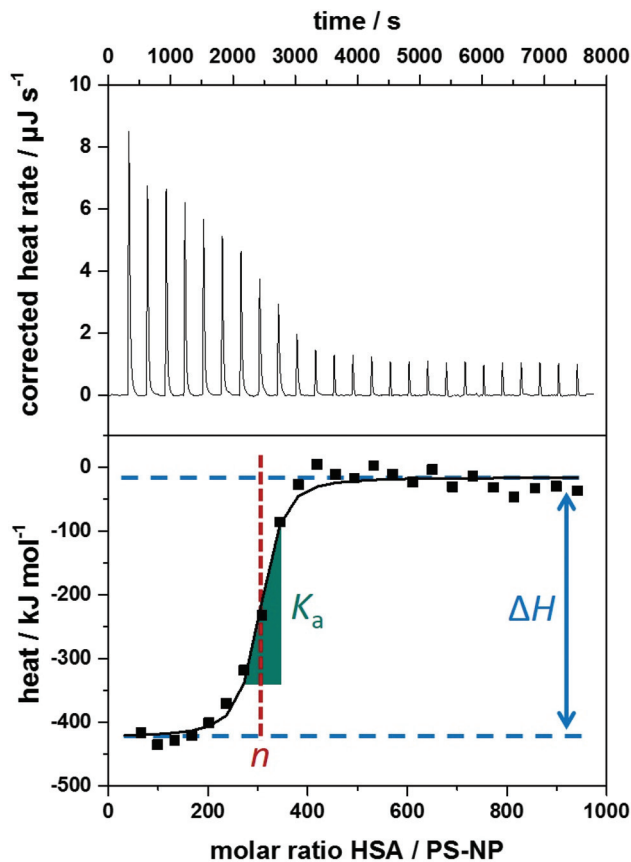 time / s
0 1000 2000 3000 4000 5000 6000 7000 8000
corrected heat rate / µJ s⁻¹
10
8
6
4
2
0
heat / kJ mol⁻¹
0
-100
-200
-300
-400
-500
Kₐ
ΔH
n
0 200 400 600 800 1000
molar ratio HSA / PS-NP